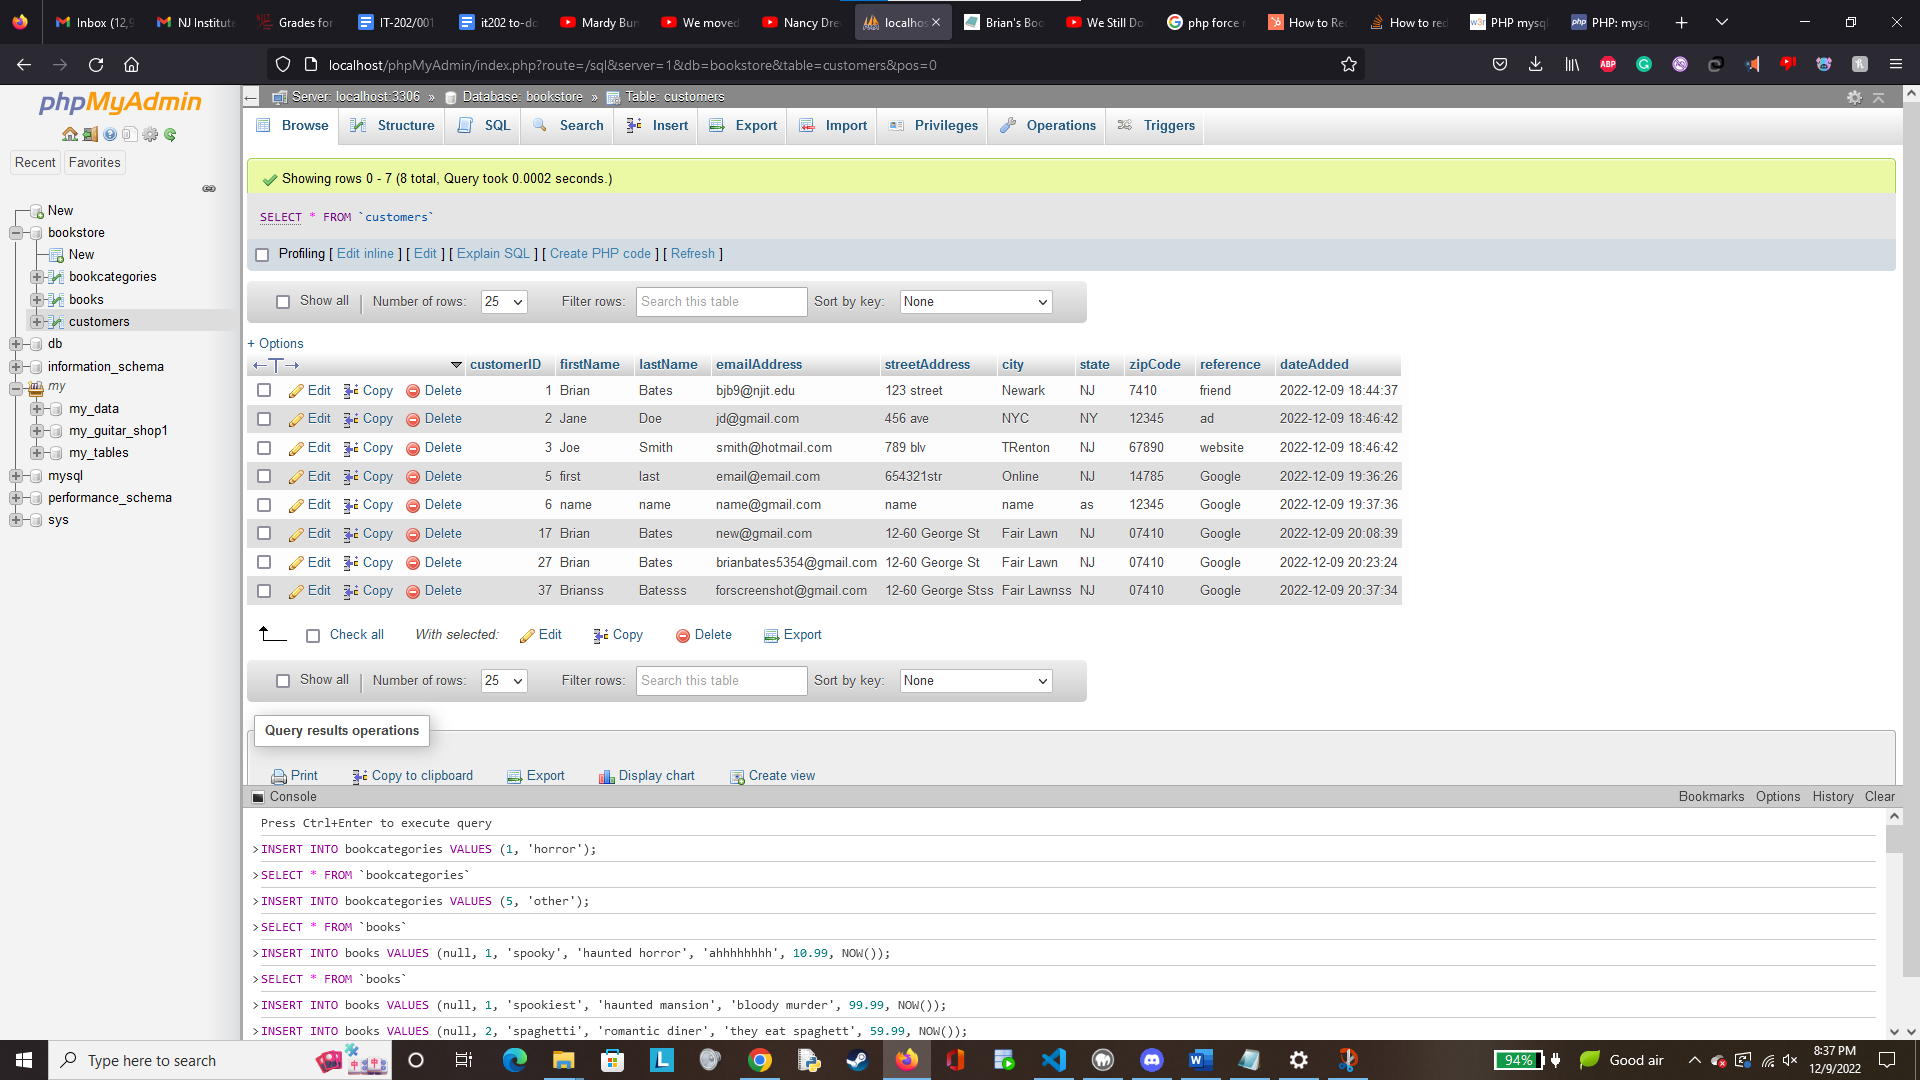 Inbox (12,9
NJ Institute
Grades for
IT-202/001
it202 to-do
Mardy Bun
We moved
Nancy Dre
localhos
Brian's Boo
We Still Do
php force r
How to Rec
How to red
PHP mysql
PHP: mysq
localhost/phpMyAdmin/index.php?route=/sql&server=1&db=bookstore&table=customers&pos=0
phpMyAdmin
Recent Favorites
New
bookstore
New
bookcategories
books
customers
db
information_schema
my
my_data
my_guitar_shop1
my_tables
mysql
performance_schema
sys
Server: localhost:3306 » Database: bookstore » Table: customers
Browse Structure SQL Search Insert Export Import Privileges Operations Triggers
Showing rows 0 - 7 (8 total, Query took 0.0002 seconds.)
SELECT * FROM `customers`
Profiling [ Edit inline ] [ Edit ] [ Explain SQL ] [ Create PHP code ] [ Refresh ]
Show all Number of rows: 25 Filter rows: Search this table Sort by key: None
+ Options
customerID firstName lastName emailAddress streetAddress city state zipCode reference dateAdded
Edit Copy Delete 1 Brian Bates bjb9@njit.edu 123 street Newark NJ 7410 friend 2022-12-09 18:44:37
Edit Copy Delete 2 Jane Doe jd@gmail.com 456 ave NYC NY 12345 ad 2022-12-09 18:46:42
Edit Copy Delete 3 Joe Smith smith@hotmail.com 789 blv TRenton NJ 67890 website 2022-12-09 18:46:42
Edit Copy Delete 5 first last email@email.com 654321str Online NJ 14785 Google 2022-12-09 19:36:26
Edit Copy Delete 6 name name name@gmail.com name name as 12345 Google 2022-12-09 19:37:36
Edit Copy Delete 17 Brian Bates new@gmail.com 12-60 George St Fair Lawn NJ 07410 Google 2022-12-09 20:08:39
Edit Copy Delete 27 Brian Bates brianbates5354@gmail.com 12-60 George St Fair Lawn NJ 07410 Google 2022-12-09 20:23:24
Edit Copy Delete 37 Brianss Batesss forscreenshot@gmail.com 12-60 George Stss Fair Lawnss NJ 07410 Google 2022-12-09 20:37:34
Check all With selected: Edit Copy Delete Export
Show all Number of rows: 25 Filter rows: Search this table Sort by key: None
Query results operations
Print Copy to clipboard Export Display chart Create view
Console Bookmarks Options History Clear
Press Ctrl+Enter to execute query
>INSERT INTO bookcategories VALUES (1, 'horror');
>SELECT * FROM `bookcategories`
>INSERT INTO bookcategories VALUES (5, 'other');
>SELECT * FROM `books`
>INSERT INTO books VALUES (null, 1, 'spooky', 'haunted horror', 'ahhhhhhhh', 10.99, NOW());
>SELECT * FROM `books`
>INSERT INTO books VALUES (null, 1, 'spookiest', 'haunted mansion', 'bloody murder', 99.99, NOW());
>INSERT INTO books VALUES (null, 2, 'spaghetti', 'romantic diner', 'they eat spaghett', 59.99, NOW());
Type here to search
94%
Good air
8:37 PM
12/9/2022